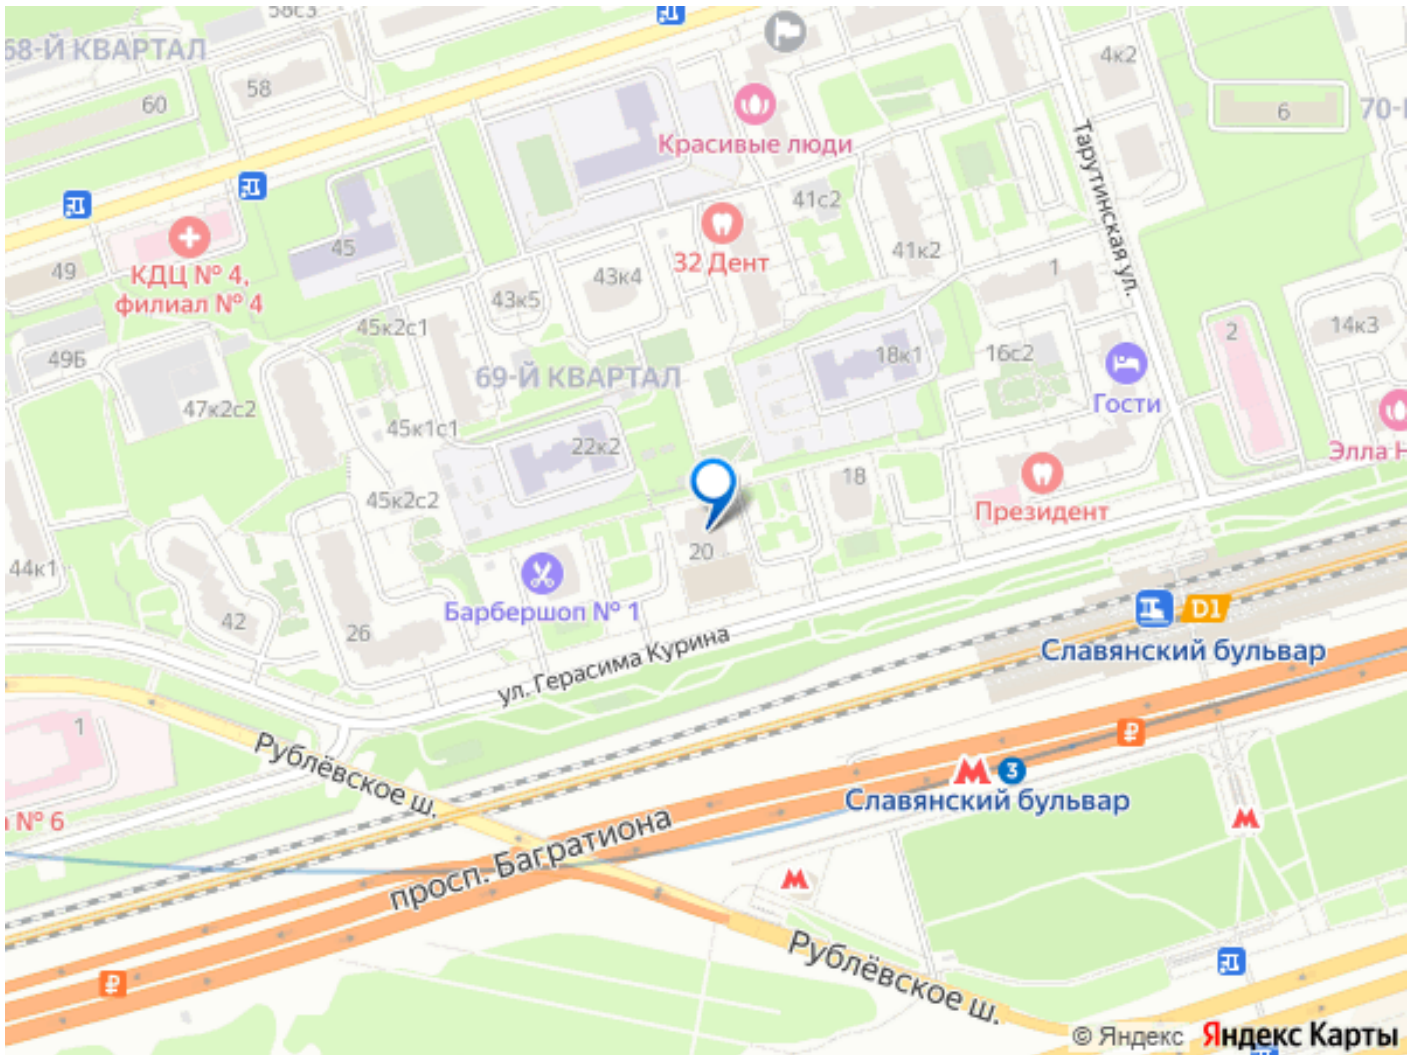 58с3
68-Й КВАРТАЛ
4к2
58
60
6
Красивые люди
Тарутинская ул.
41с2
45
41к2
49
КДЦ № 4,
филиал № 4
32 Дент
43к4
43к5
1
45к2с1
2
14к3
49Б
18к1
16с2
69-Й КВАРТАЛ
47к2с2
Гости
45к1с1
22к2
Элла Н
18
45к2с2
Президент
20
44к1
Барбершоп № 1
D1
42
26
ул. Герасима Курина
Славянский бульвар
1
Рублёвское ш.
3
Славянский бульвар
№ 6
просп. Багратиона
Рублёвское ш.
© Яндекс Яндекс Карты